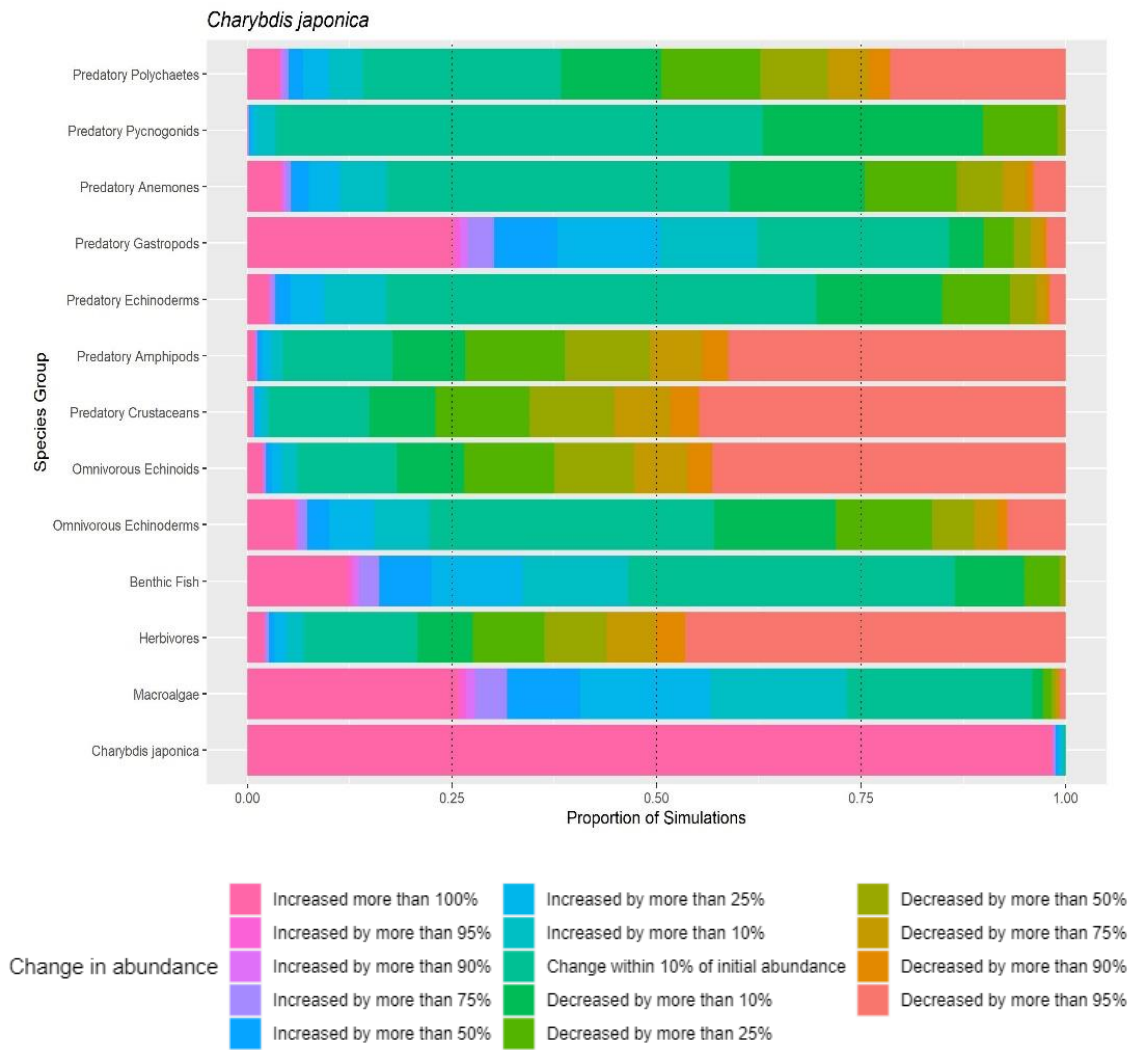 Charybdis japonica
Species Group
Predatory Polychaetes
Predatory Pycnogonids
Predatory Anemones
Predatory Gastropods
Predatory Echinoderms
Predatory Amphipods
Predatory Crustaceans
Omnivorous Echinoids
Omnivorous Echinoderms
Benthic Fish
Herbivores
Macroalgae
Charybdis japonica
0.00 0.25 0.50 0.75 1.00
Proportion of Simulations
Change in abundance
Increased more than 100%
Increased by more than 95%
Increased by more than 90%
Increased by more than 75%
Increased by more than 50%
Increased by more than 25%
Increased by more than 10%
Change within 10% of initial abundance
Decreased by more than 10%
Decreased by more than 25%
Decreased by more than 50%
Decreased by more than 75%
Decreased by more than 90%
Decreased by more than 95%